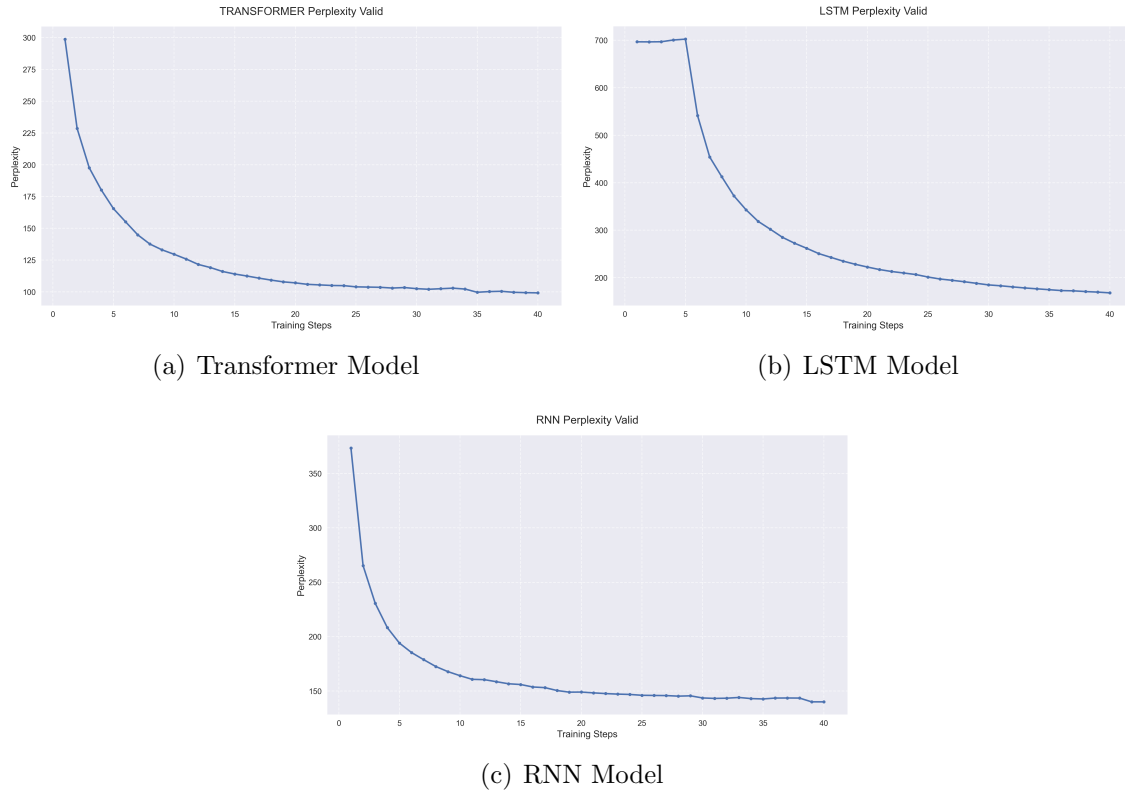 TRANSFORMER Perplexity Valid
300
275
250
225
200
175
150
125
100
Perplexity
0 5 10 15 20 25 30 35 40
Training Steps
(a) Transformer Model
LSTM Perplexity Valid
700
600
500
400
300
200
Perplexity
0 5 10 15 20 25 30 35 40
Training Steps
(b) LSTM Model
RNN Perplexity Valid
350
300
250
200
150
Perplexity
0 5 10 15 20 25 30 35 40
Training Steps
(c) RNN Model